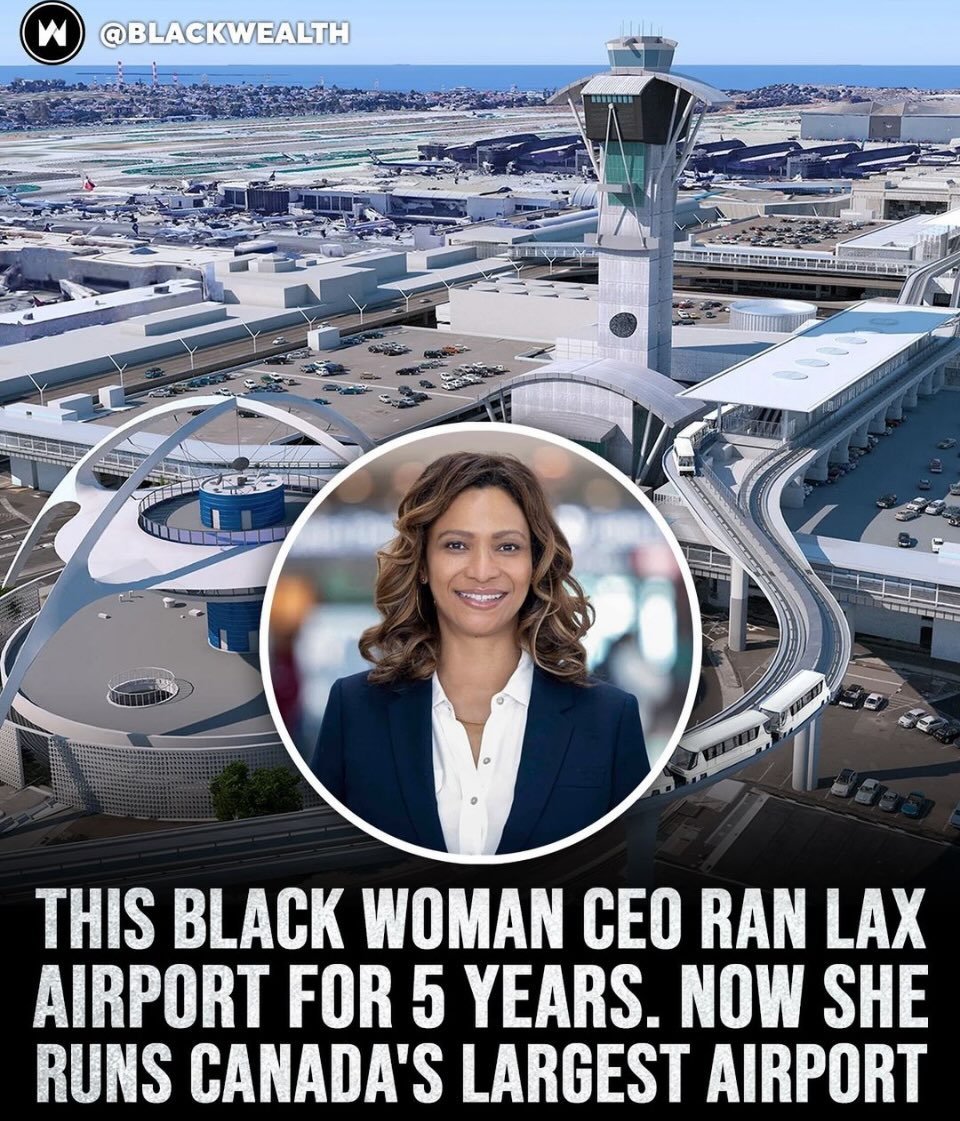 W @BLACKWEALTH
THIS BLACK WOMAN CEO RAN LAX
AIRPORT FOR 5 YEARS. NOW SHE
RUNS CANADA'S LARGEST AIRPORT